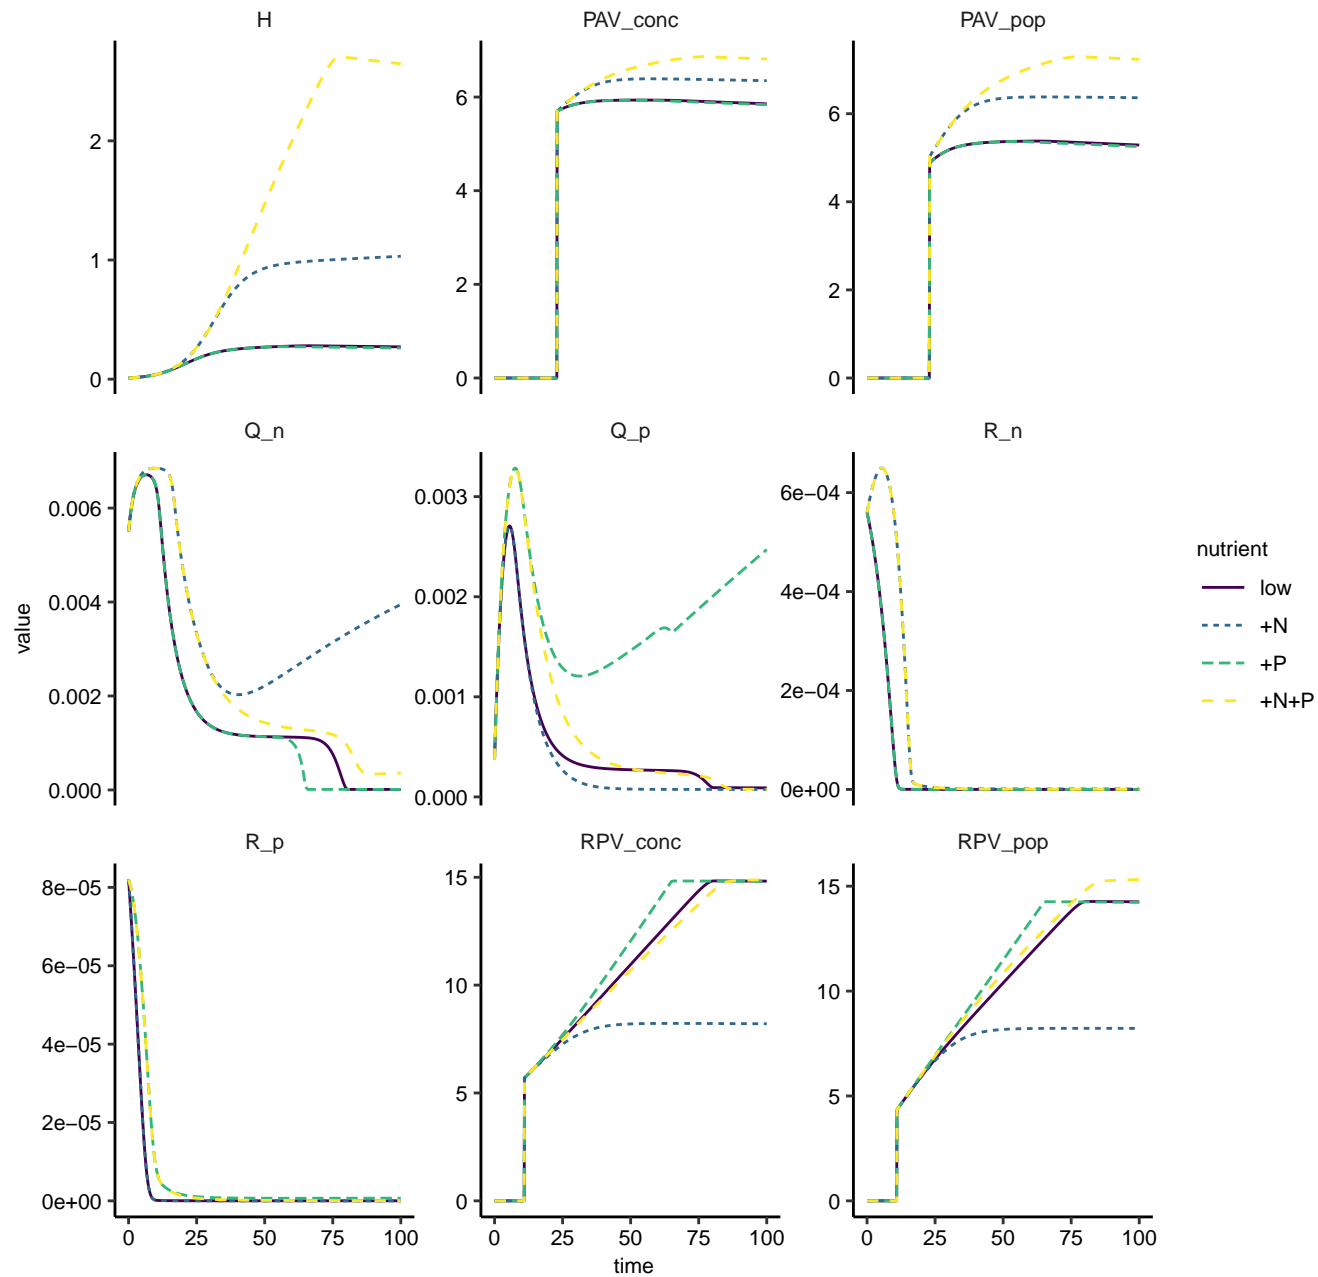 H
PAV_conc
PAV_pop
2
1
0
6
4
2
0
6
4
2
0
Q_n
Q_p
R_n
0.006
0.004
0.002
0.000
0.003
0.002
0.001
0.000
6e−04
4e−04
2e−04
0e+00
R_p
RPV_conc
RPV_pop
8e−05
6e−05
4e−05
2e−05
0e+00
15
10
5
0
15
10
5
0
0 25 50 75 100
0 25 50 75 100
0 25 50 75 100
time
value
nutrient
low
+N
+P
+N+P